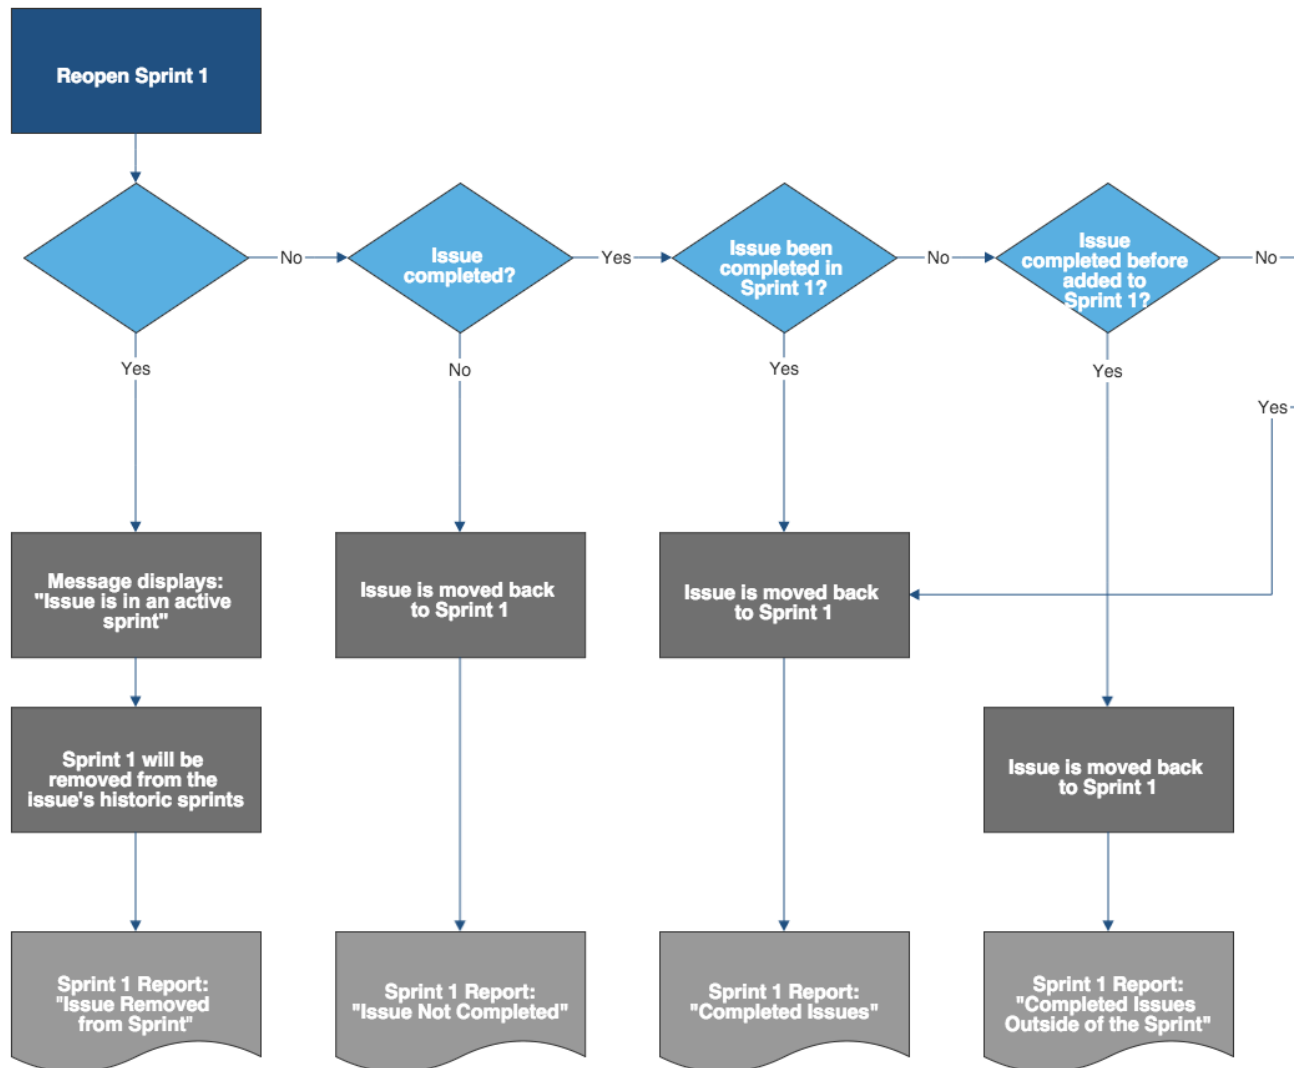 Reopen Sprint 1
No
Issue
completed?
Yes
Issue been
completed in
Sprint 1?
No
Issue
completed before
added to
Sprint 1?
No
Yes
No
Yes
Yes
Yes
Message displays:
"Issue is in an active
sprint"
Issue is moved back
to Sprint 1
Issue is moved back
to Sprint 1
Sprint 1 will be
removed from the
issue's historic sprints
Issue is moved back
to Sprint 1
Sprint 1 Report:
"Issue Removed
from Sprint"
Sprint 1 Report:
"Issue Not Completed"
Sprint 1 Report:
"Completed Issues"
Sprint 1 Report:
"Completed Issues
Outside of the Sprint"